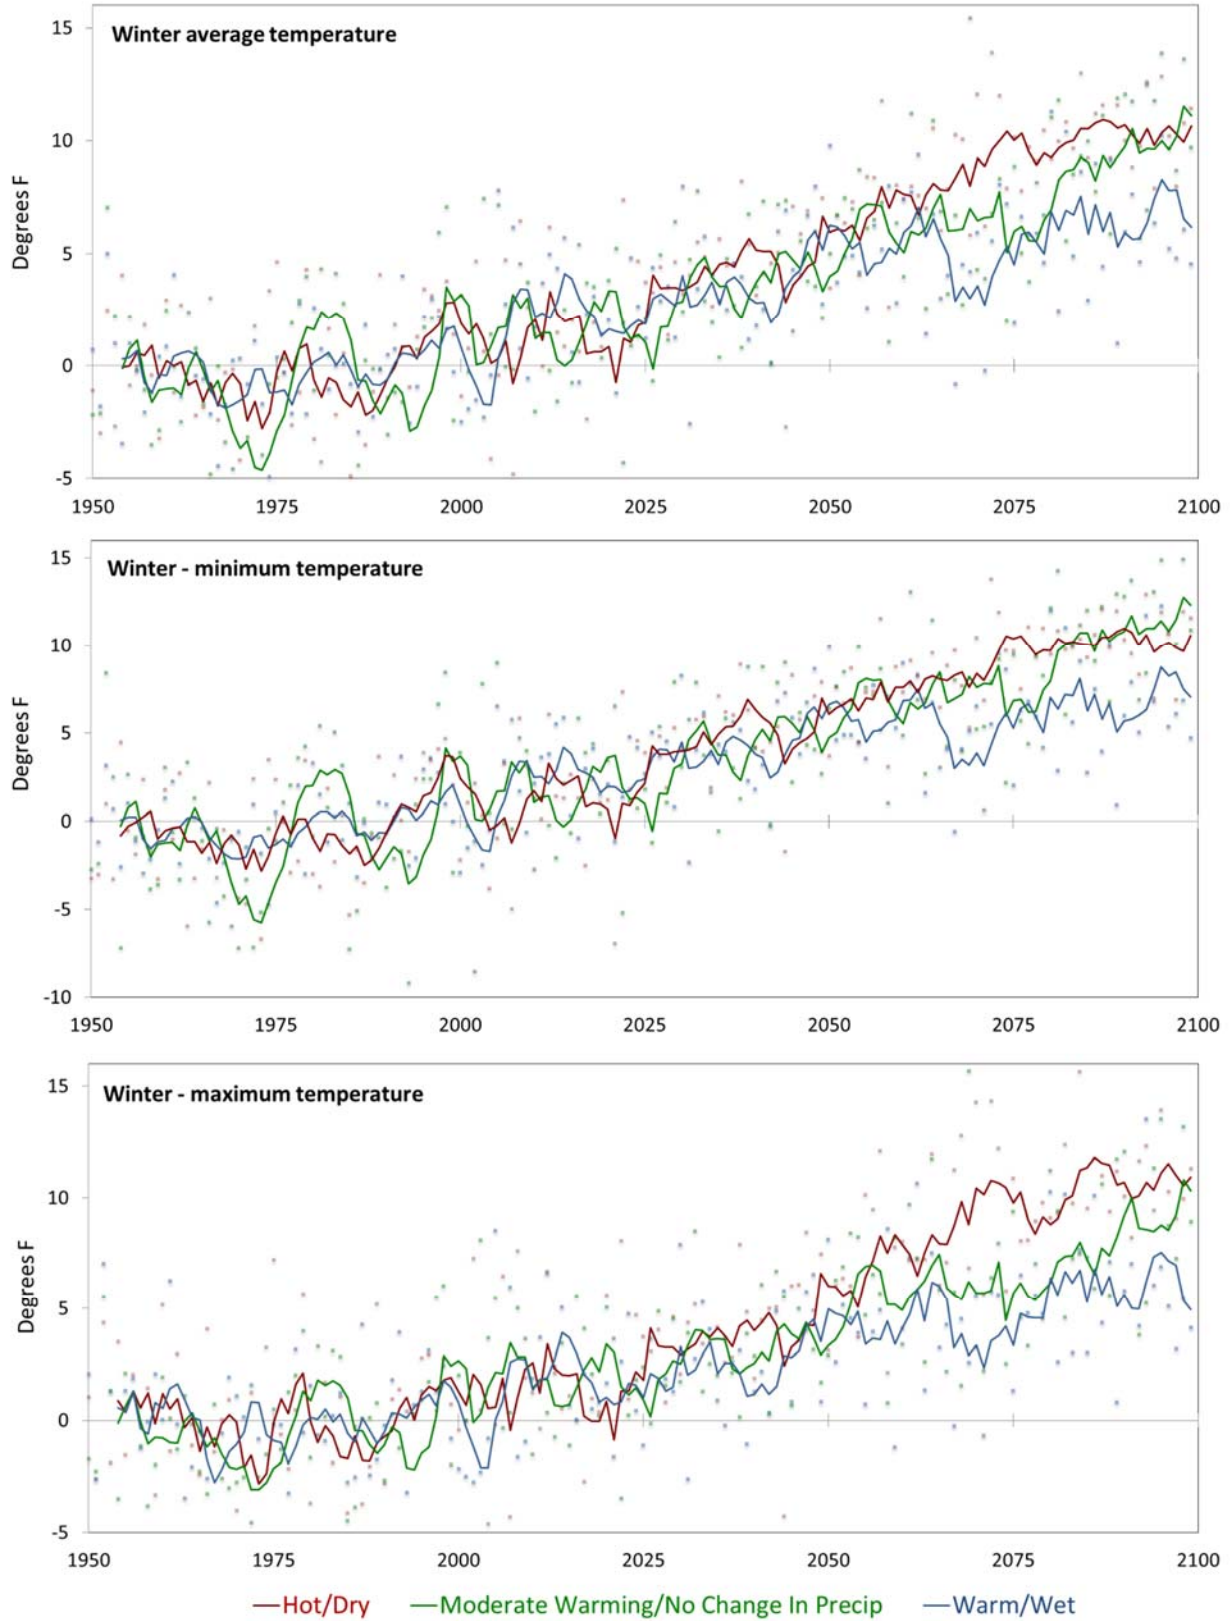 Winter average temperature
Degrees F
15
10
5
0
-5
1950 1975 2000 2025 2050 2075 2100
Winter - minimum temperature
Degrees F
15
10
5
0
-5
-10
1950 1975 2000 2025 2050 2075 2100
Winter - maximum temperature
Degrees F
15
10
5
0
-5
1950 1975 2000 2025 2050 2075 2100
Hot/Dry Moderate Warming/No Change In Precip Warm/Wet